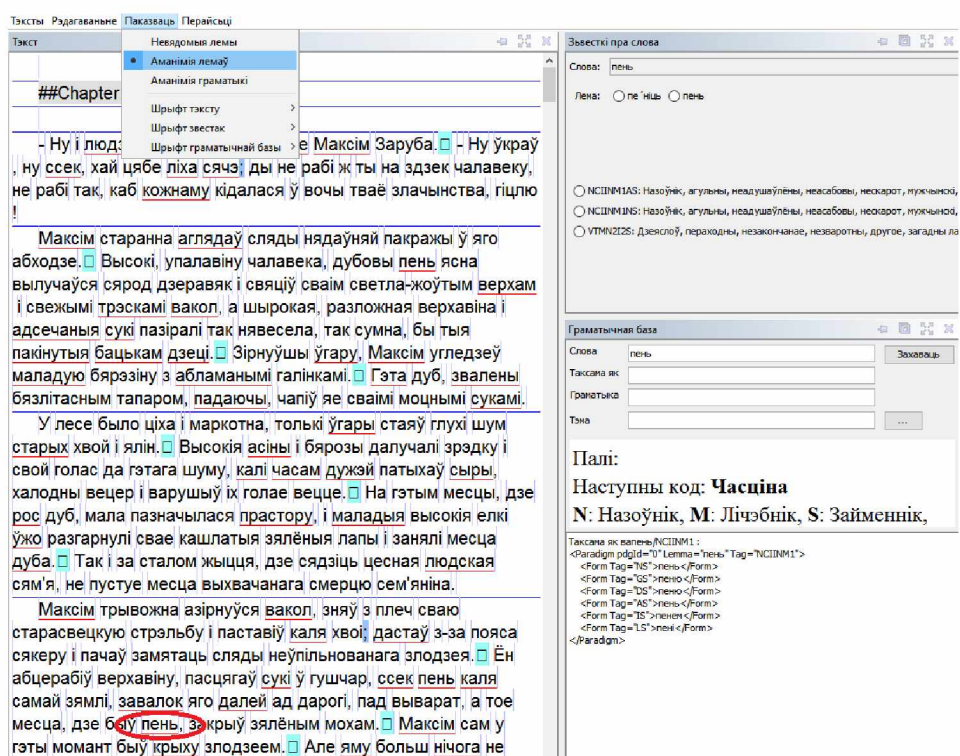 Тэксты Рэдагаваньне Паказваць Перайсьці
Тэкст
Невядомыя лемы
Аманімія лемаў
Аманімія граматыкі
Шрыфт тэксту
Шрыфт звестак
Шрыфт граматычнай базы
##Chapter
- Ну і людз е Максім Заруба. - Ну ўкраў
, ну ссек, хай цябе ліха сячэ; ды не рабі ж ты на здзек чалавеку,
не рабі так, каб кожнаму кідалася ў вочы тваё злачынства, гіцлю
!
Максім старанна аглядаў сляды нядаўняй пакражы ў яго
абходзе. Высокі, упалавіну чалавека, дубовы пень ясна
вылучаўся сярод дзеравяк і свяціў сваім светла-жоўтым верхам
і свежымі трэскамі вакол, а шырокая, разложная верхавіна і
адсечаныя сукі пазіралі так нявесела, так сумна, бы тыя
пакінутыя бацькам дзеці. Зірнуўшы ўгару, Максім угледзеў
маладую бярэзіну з абламанымі галінкамі. Гэта дуб, звалены
бязлітасным тапаром, падаючы, чапіў яе сваімі моцнымі сукамі.
У лесе было ціха і маркотна, толькі ўгары стаяў глухі шум
старых хвой і ялін. Высокія асіны і бярозы далучалі зрэдку і
свой голас да гэтага шуму, калі часам дужэй патыхаў сыры,
халодны вецер і варушыў іх голае вецце. На гэтым месцы, дзе
рос дуб, мала пазначылася прастору, і маладыя высокія елкі
ўжо разгарнулі свае кашлатыя зялёныя лапы і занялі месца
дуба. Так і за сталом жыцця, дзе сядзіць цесная людская
сям'я, не пустуе месца выхвачанага смерцю сем'яніна.
Максім трывожна азірнуўся вакол, зняў з плеч сваю
старасвецкую стрэльбу і паставіў каля хвоі; дастаў з-за пояса
сякеру і пачаў замятаць сляды неўпільнованага злодзея. Ён
абцерабіў верхавіну, пасцягаў сукі ў гушчар, ссек пень каля
самай зямлі, завалок яго далей ад дарогі, пад выварат, а тое
месца, дзе быў пень, закрыў зялёным мохам. Максім сам у
гэты момант быў крыху злодзеем. Але яму больш нічога не
Зьвесткі пра слова
Слова: пень
Лема: пе´ніць пень
NCIINM1AS: Назоўнік, агульны, неадушаўлёны, неасабовы, нескарот, мужчынскі,
NCIINM1NS: Назоўнік, агульны, неадушаўлёны, неасабовы, нескарот, мужчынскі,
VTMN2I2S: Дзеяслоў, пераходны, незакончанае, незваротны, другое, загадны ла
Граматычная база
Слова пень Захаваць
Таксама як
Граматыка
Тэма ...
Палі:
Наступны код: Часціна
N: Назоўнік, M: Лічэбнік, S: Займеннік,
Таксама як вапень/NCIINM1 :
<Paradigm pdgId="0" Lemma="пень" Tag="NCIINM1">
<Form Tag="NS">пень</Form>
<Form Tag="GS">пеню</Form>
<Form Tag="DS">пеню</Form>
<Form Tag="AS">пень</Form>
<Form Tag="IS">пенем</Form>
<Form Tag="LS">пені</Form>
</Paradigm>